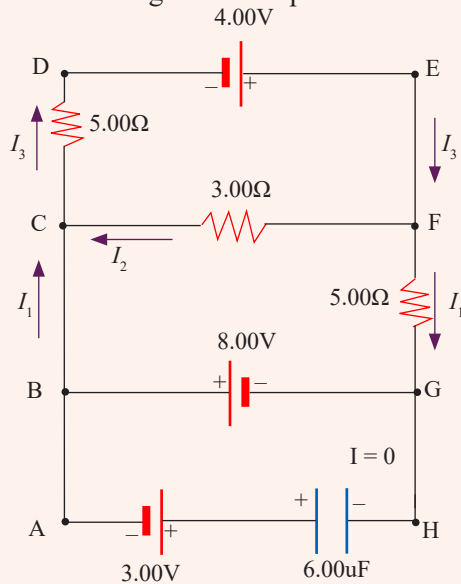 4.00V
D
E
– +
I3
5.00Ω
I3
3.00Ω
C
F
I2
I1
5.00Ω
I1
8.00V
B
+ –
G
I = 0
+ –
A
– +
H
3.00V
6.00uF